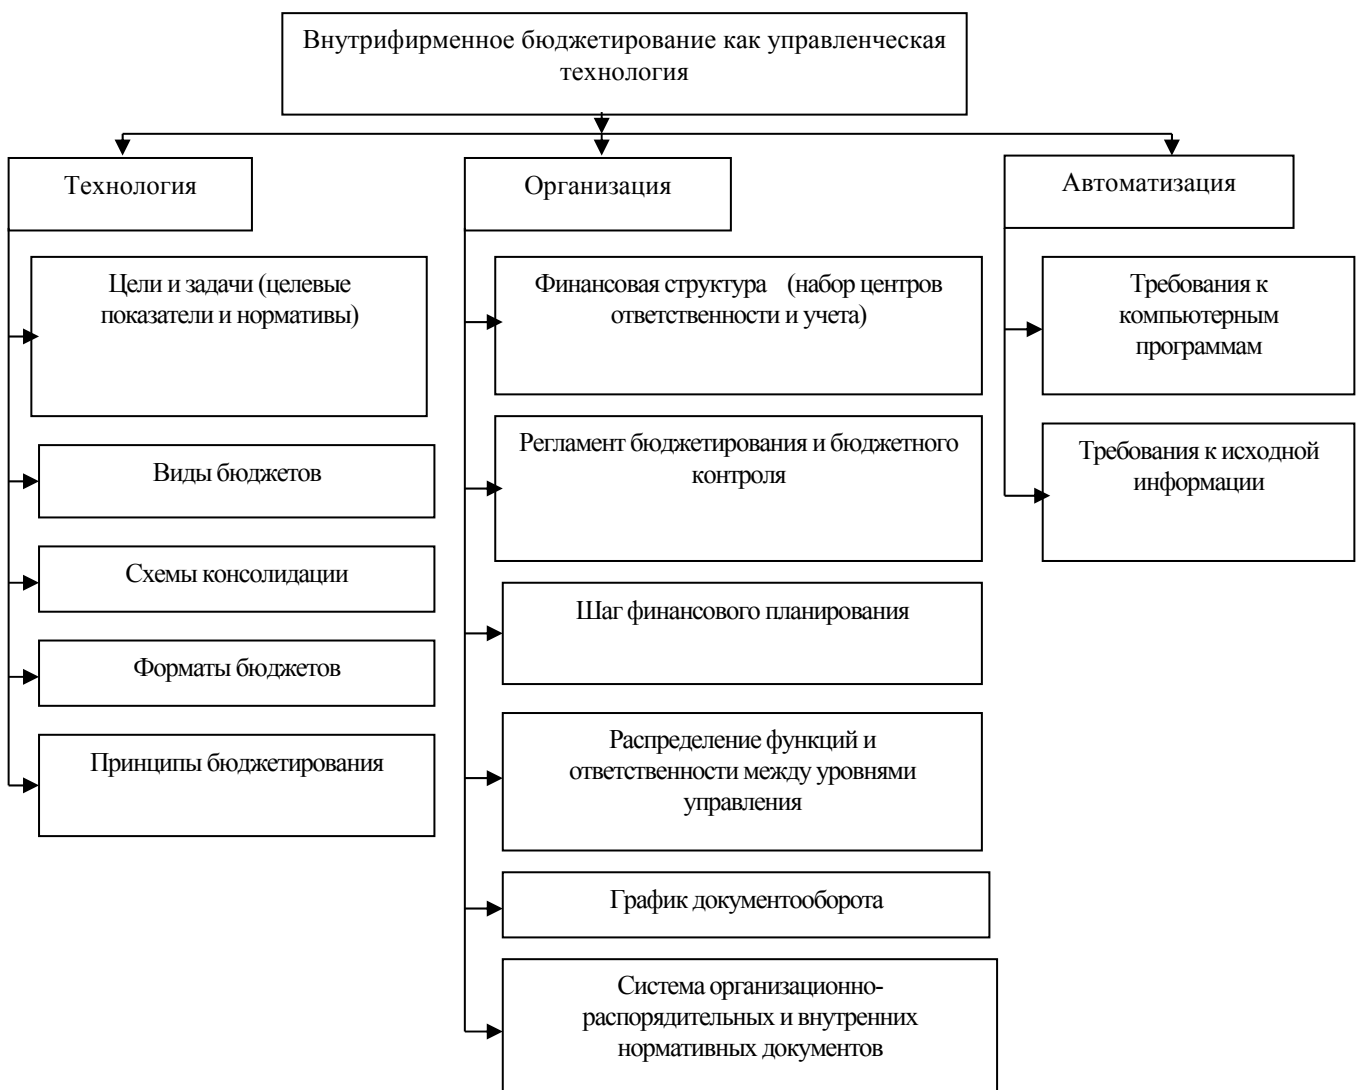 Внутрифирменное бюджетирование как управленческая
технология
Технология
Цели и задачи (целевые
показатели и нормативы)
Виды бюджетов
Схемы консолидации
Форматы бюджетов
Принципы бюджетирования
Организация
Финансовая структура (набор центров
ответственности и учета)
Регламент бюджетирования и бюджетного
контроля
Шаг финансового планирования
Распределение функций и
ответственности между уровнями
управления
График документооборота
Система организационно-
распорядительных и внутренних
нормативных документов
Автоматизация
Требования к
компьютерным
программам
Требования к исходной
информации